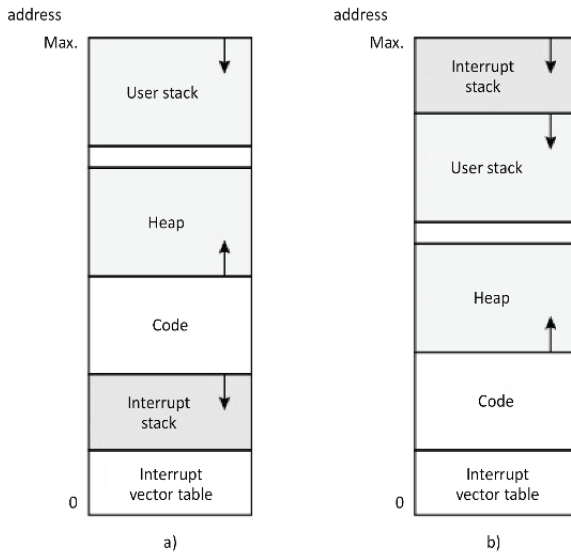 address
Max.
User stack
Heap
Code
Interrupt
stack
Interrupt
vector table
0
a)
address
Max.
Interrupt
stack
User stack
Heap
Code
Interrupt
vector table
0
b)